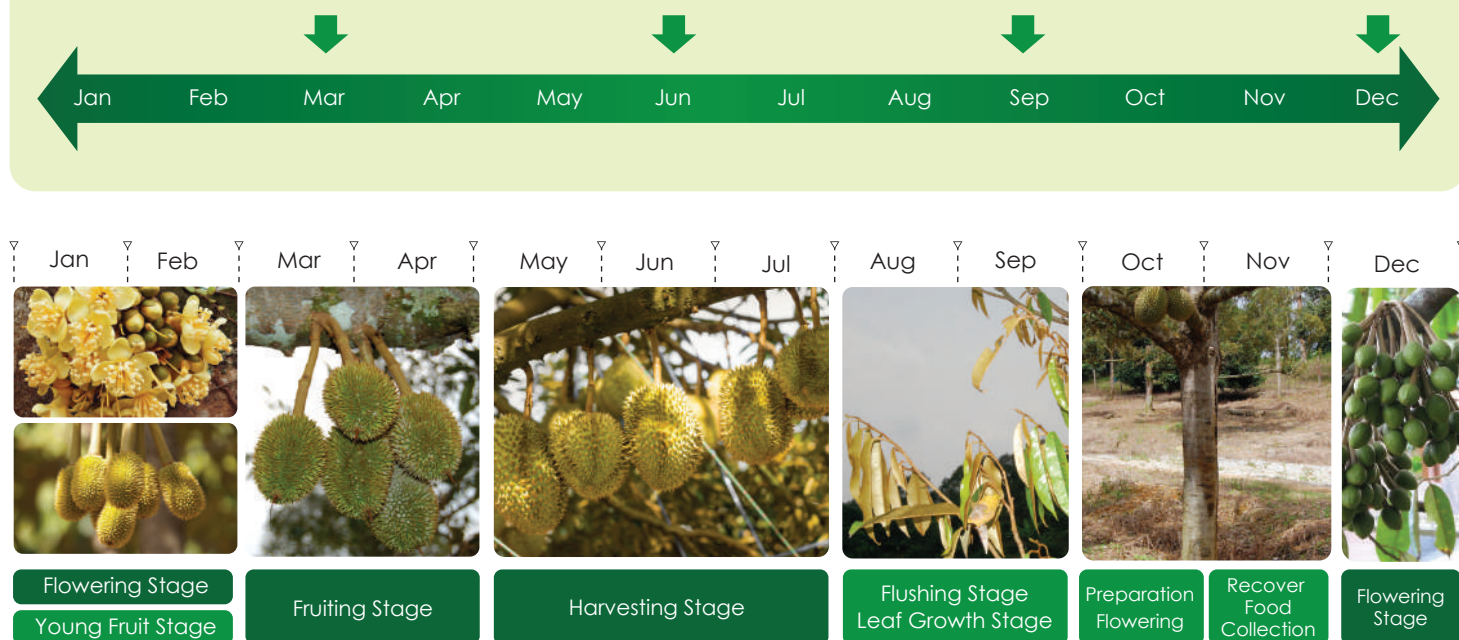 Jan Feb Mar Apr May Jun Jul Aug Sep Oct Nov Dec
Jan Feb Mar Apr May Jun Jul Aug Sep Oct Nov Dec
Flowering Stage
Young Fruit Stage
Fruiting Stage
Harvesting Stage
Flushing Stage
Leaf Growth Stage
Preparation
Flowering
Recover
Food
Collection
Flowering
Stage